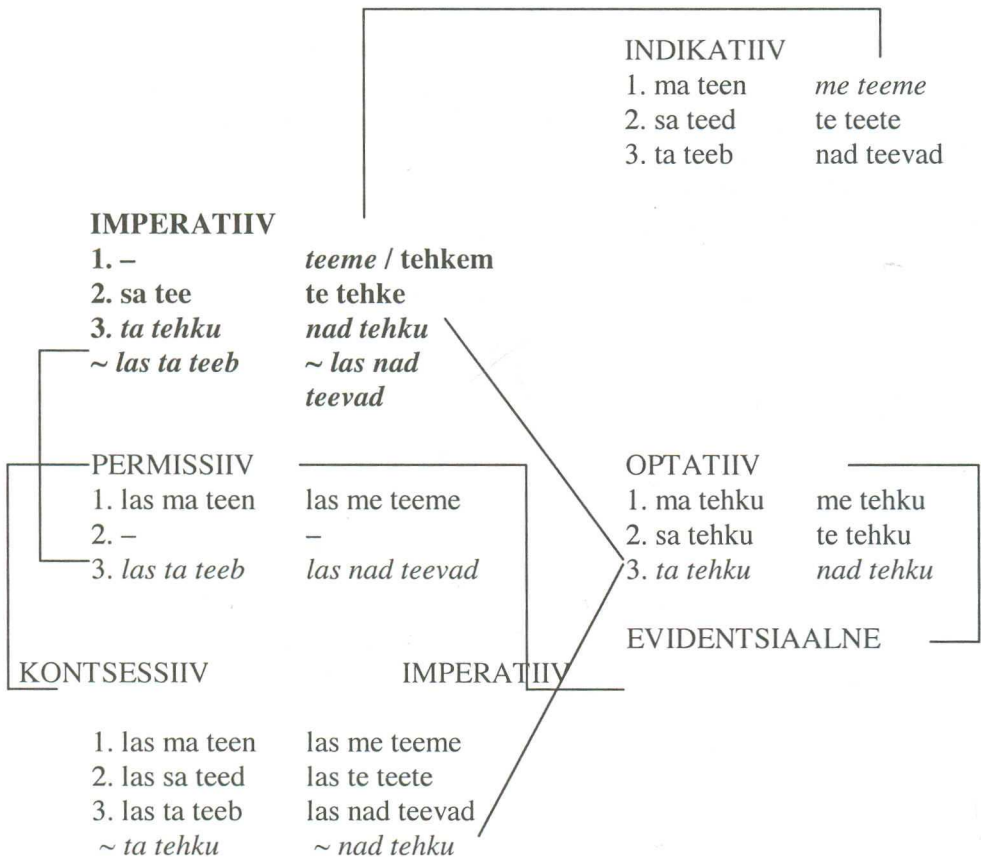 INDIKATIIV
1. ma teen me teeme
2. sa teed te teete
3. ta teeb nad teevad
IMPERATIIV
1. – teeme / tehkem
2. sa tee te tehke
3. ta tehku nad tehku
~ las ta teeb ~ las nad
teevad
PERMISSIIV
1. las ma teen las me teeme
2. – –
3. las ta teeb las nad teevad
OPTATIIV
1. ma tehku me tehku
2. sa tehku te tehku
3. ta tehku nad tehku
EVIDENTSIAALNE
KONTSESSIIV IMPERATIIV
1. las ma teen las me teeme
2. las sa teed las te teete
3. las ta teeb las nad teevad
~ ta tehku ~ nad tehku